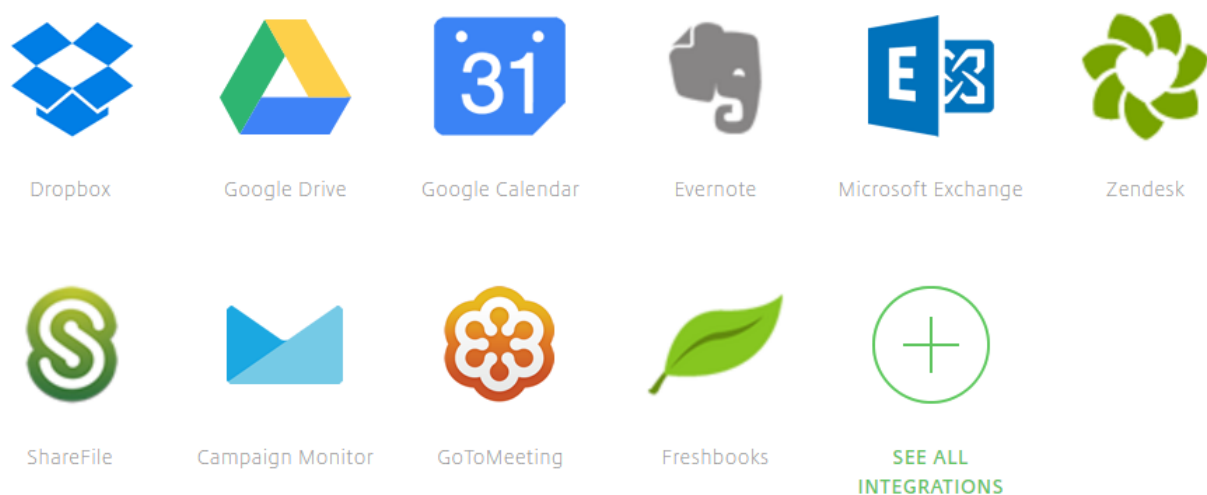 31
E
Dropbox
Google Drive
Google Calendar
Evernote
Microsoft Exchange
Zendesk
S
ShareFile
Campaign Monitor
GoToMeeting
Freshbooks
SEE ALL
INTEGRATIONS